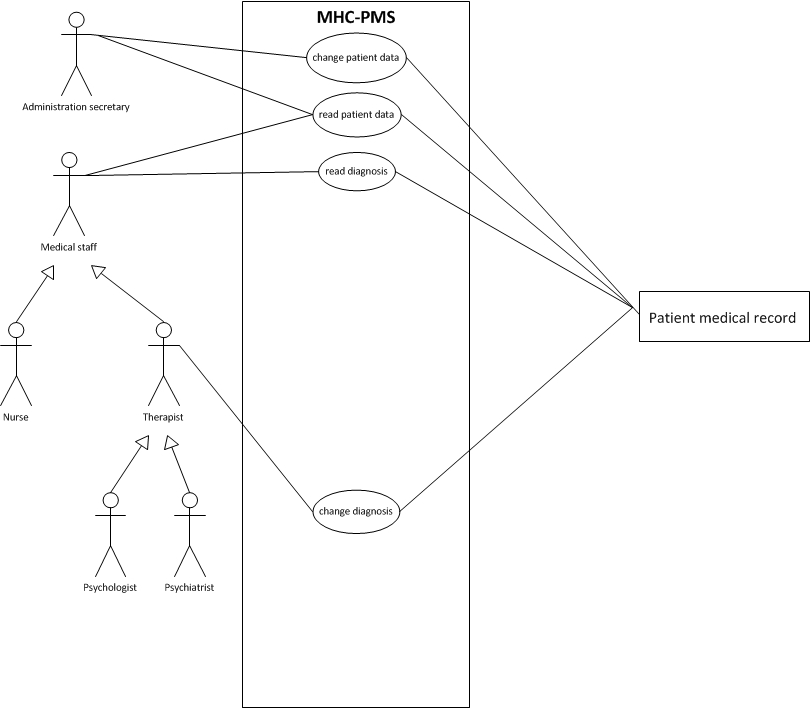 MHC-PMS
change patient data
Administration secretary
read patient data
read diagnosis
Medical staff
Patient medical record
Nurse
Therapist
change diagnosis
Psychologist
Psychiatrist